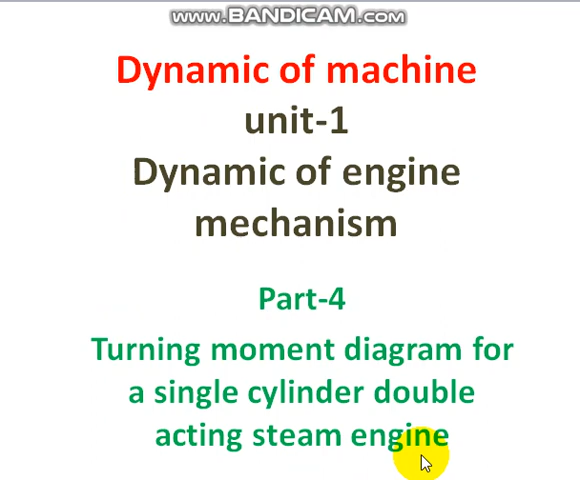 www.BANDICAM.com
Dynamic of machine
unit-1
Dynamic of engine
mechanism
Part-4
Turning moment diagram for
a single cylinder double
acting steam engine